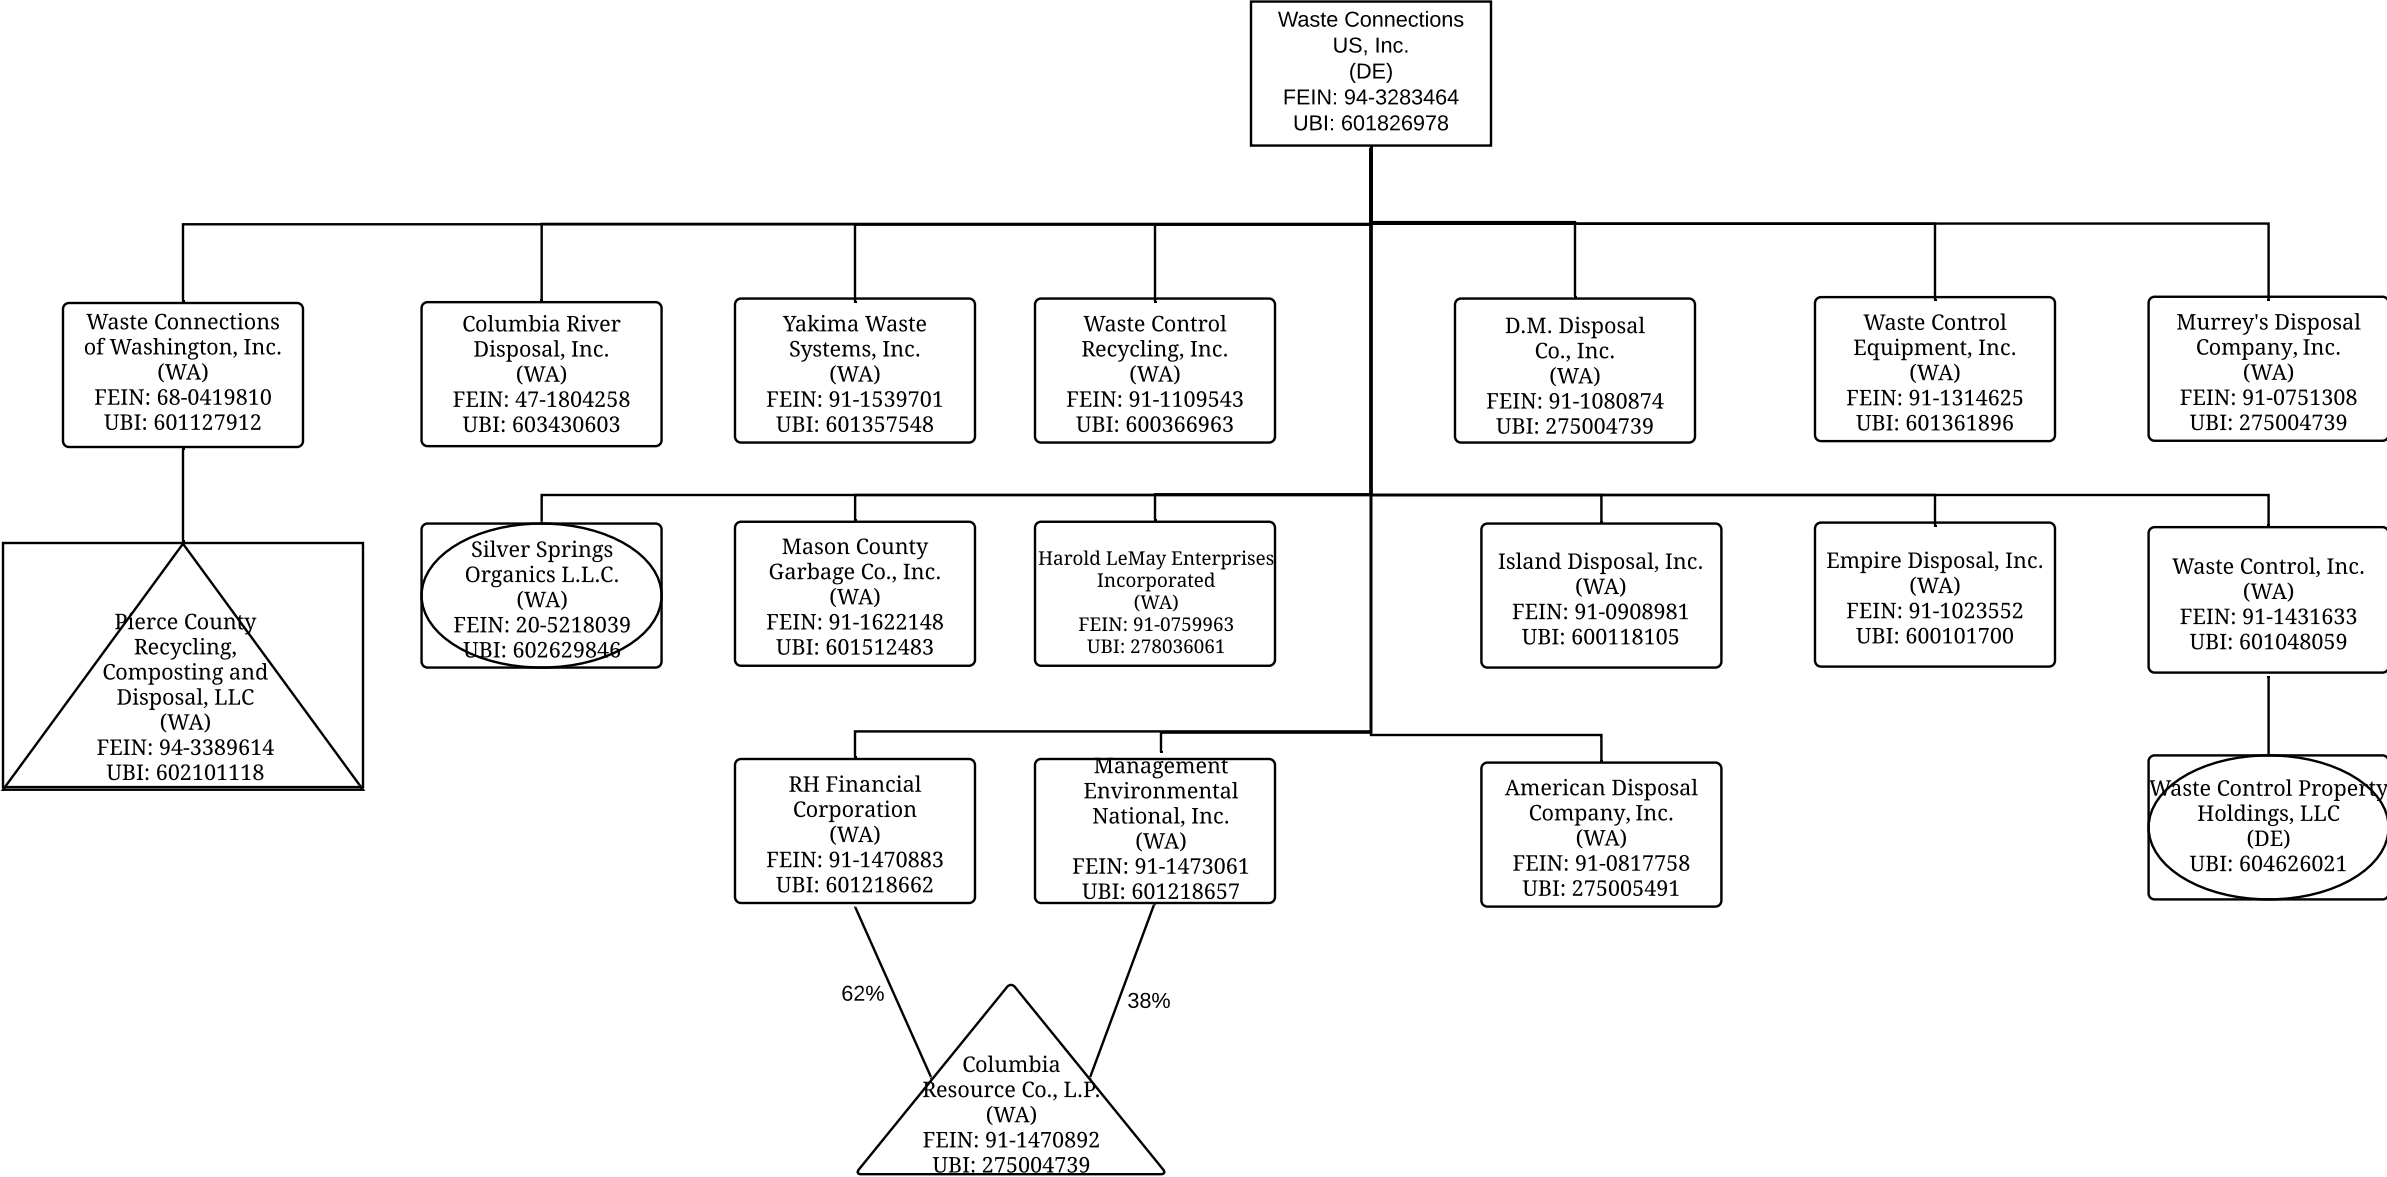 Waste Connections
US, Inc.
(DE)
FEIN: 94-3283464
UBI: 601826978
Waste Connections
of Washington, Inc.
(WA)
FEIN: 68-0419810
UBI: 601127912
Columbia River
Disposal, Inc.
(WA)
FEIN: 47-1804258
UBI: 603430603
Yakima Waste
Systems, Inc.
(WA)
FEIN: 91-1539701
UBI: 601357548
Waste Control
Recycling, Inc.
(WA)
FEIN: 91-1109543
UBI: 600366963
D.M. Disposal
Co., Inc.
(WA)
FEIN: 91-1080874
UBI: 275004739
Waste Control
Equipment, Inc.
(WA)
FEIN: 91-1314625
UBI: 601361896
Murrey's Disposal
Company, Inc.
(WA)
FEIN: 91-0751308
UBI: 275004739
Pierce County
Recycling,
Composting and
Disposal, LLC
(WA)
FEIN: 94-3389614
UBI: 602101118
Silver Springs
Organics L.L.C.
(WA)
FEIN: 20-5218039
UBI: 602629846
Mason County
Garbage Co., Inc.
(WA)
FEIN: 91-1622148
UBI: 601512483
Harold LeMay Enterprises
Incorporated
(WA)
FEIN: 91-0759963
UBI: 278036061
Island Disposal, Inc.
(WA)
FEIN: 91-0908981
UBI: 600118105
Empire Disposal, Inc.
(WA)
FEIN: 91-1023552
UBI: 600101700
Waste Control, Inc.
(WA)
FEIN: 91-1431633
UBI: 601048059
RH Financial
Corporation
(WA)
FEIN: 91-1470883
UBI: 601218662
Management
Environmental
National, Inc.
(WA)
FEIN: 91-1473061
UBI: 601218657
American Disposal
Company, Inc.
(WA)
FEIN: 91-0817758
UBI: 275005491
Waste Control Property
Holdings, LLC
(DE)
UBI: 604626021
62%
38%
Columbia
Resource Co., L.P.
(WA)
FEIN: 91-1470892
UBI: 275004739